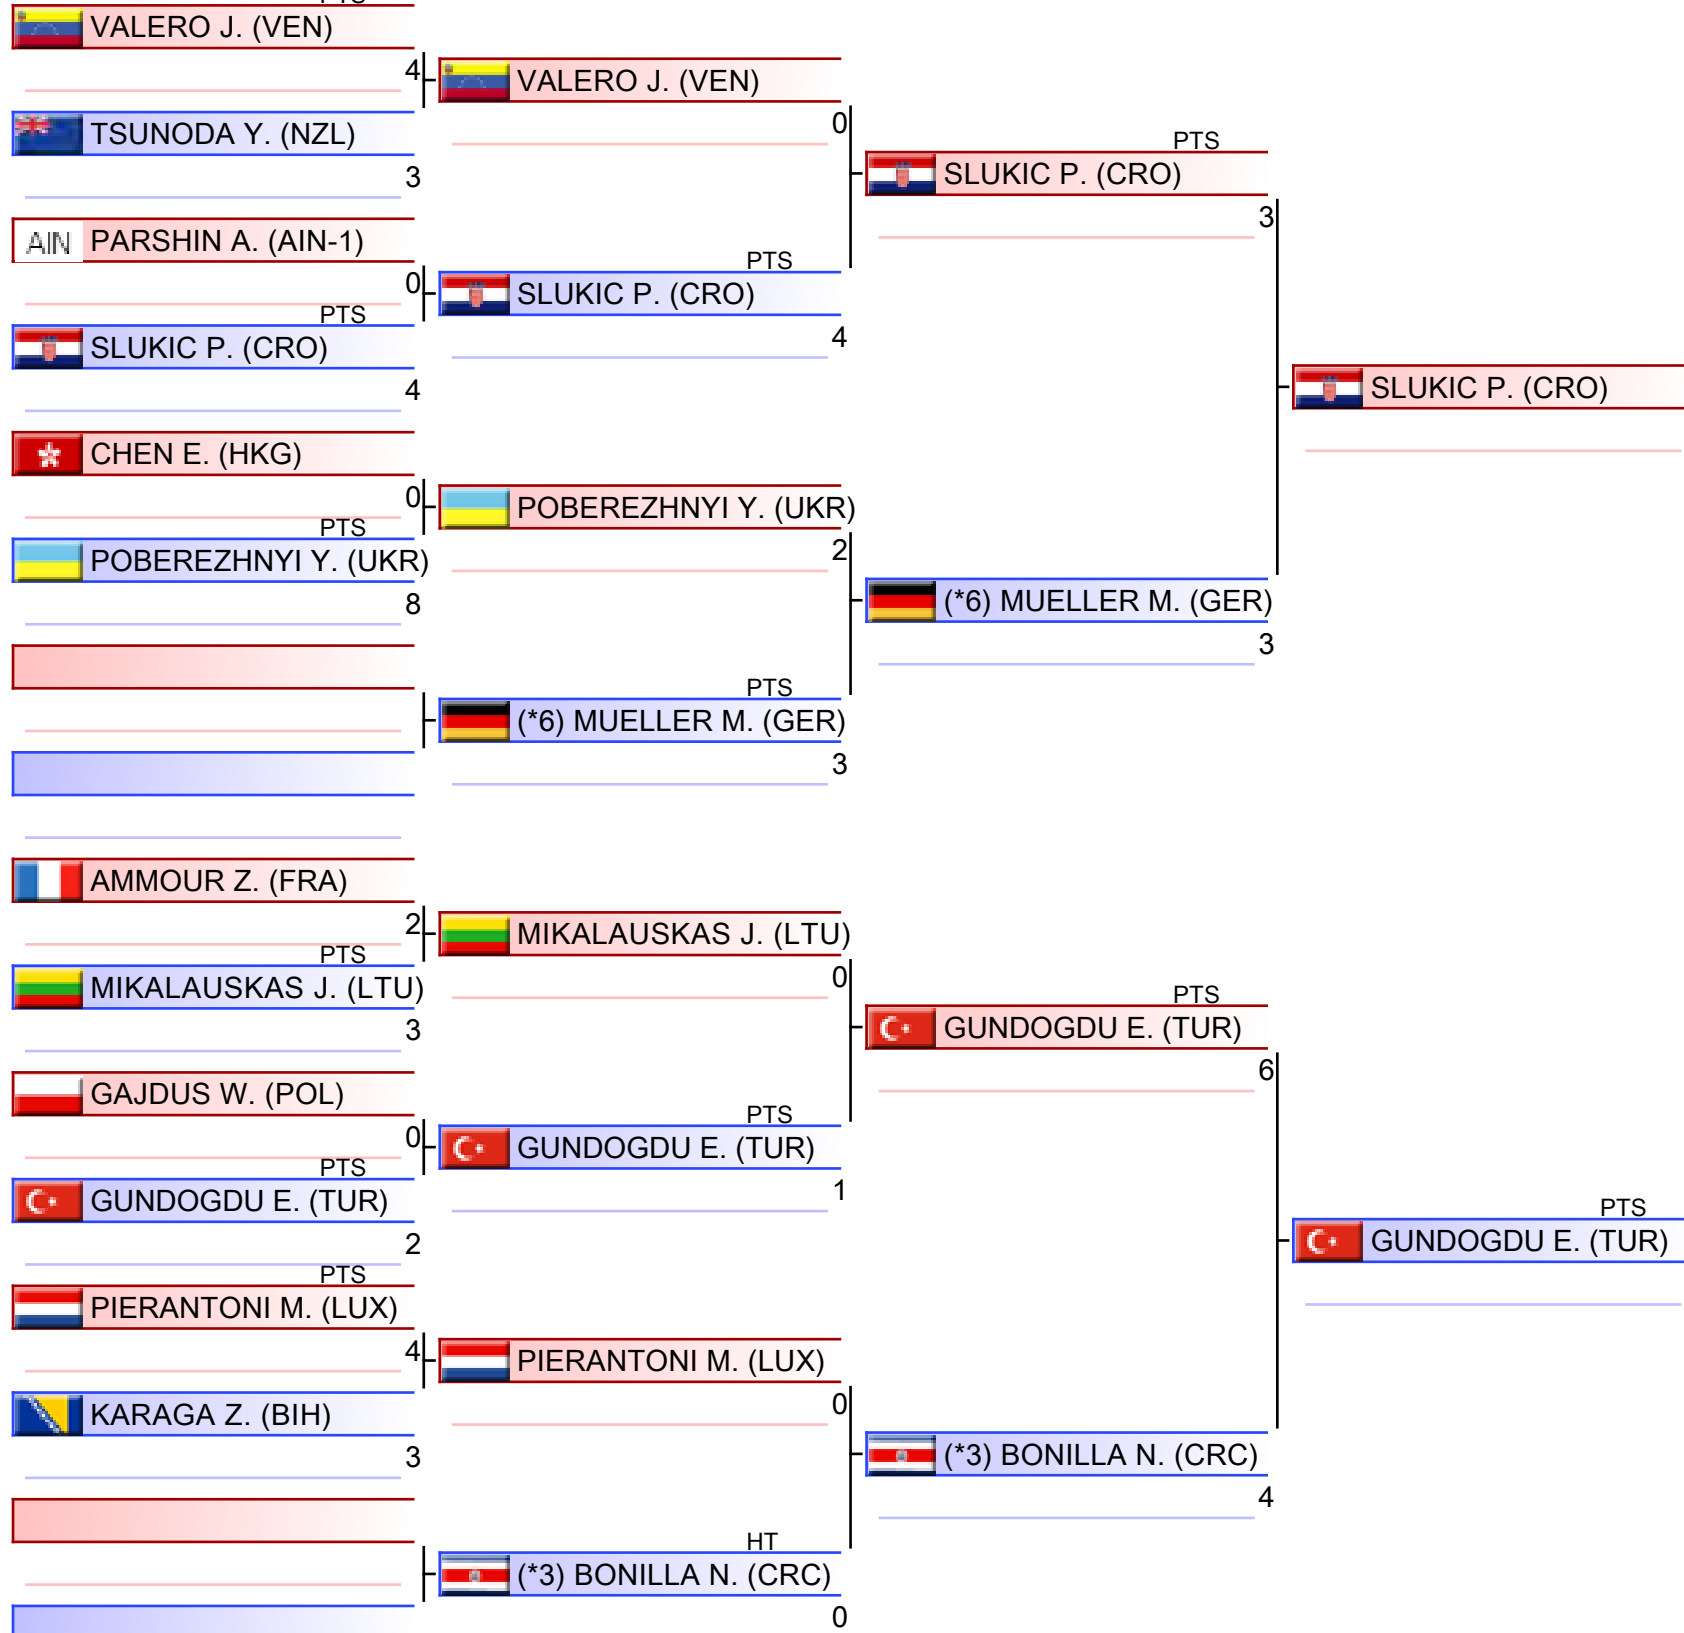 PTS
VALERO J. (VEN)
4
TSUNODA Y. (NZL)
3
AIN PARSHIN A. (AIN-1)
0
PTS
SLUKIC P. (CRO)
4
CHEN E. (HKG)
0
PTS
POBEREZHNYI Y. (UKR)
8
AMMOUR Z. (FRA)
2
PTS
MIKALAUSKAS J. (LTU)
3
GAJDUS W. (POL)
0
PTS
GUNDOGDU E. (TUR)
2
PTS
PIERANTONI M. (LUX)
4
KARAGA Z. (BIH)
3
VALERO J. (VEN)
0
PTS
SLUKIC P. (CRO)
4
POBEREZHNYI Y. (UKR)
2
PTS
(*6) MUELLER M. (GER)
3
MIKALAUSKAS J. (LTU)
0
PTS
GUNDOGDU E. (TUR)
1
PIERANTONI M. (LUX)
0
HT
(*3) BONILLA N. (CRC)
0
PTS
SLUKIC P. (CRO)
3
(*6) MUELLER M. (GER)
3
PTS
GUNDOGDU E. (TUR)
6
(*3) BONILLA N. (CRC)
4
SLUKIC P. (CRO)
PTS
GUNDOGDU E. (TUR)